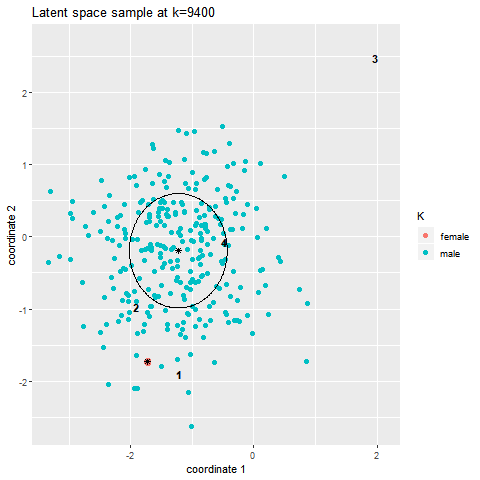 Latent space sample at k=9400
3
2
1
4
0
-1
2
-2
1
coordinate 2
-2
0
2
coordinate 1
K
female
male